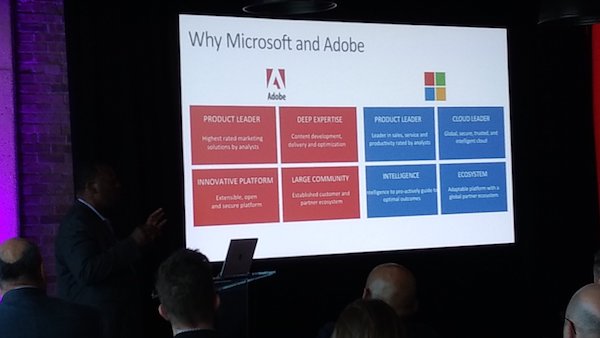 Why Microsoft and Adobe
Adobe
PRODUCT LEADER
Highest rated marketing
solutions by analysts
DEEP EXPERTISE
Content development,
delivery and optimization
INNOVATIVE PLATFORM
Extensible, open
and secure platform
LARGE COMMUNITY
Established customer and
partner ecosystem
PRODUCT LEADER
Leader in sales, service and
productivity rated by analysts
CLOUD LEADER
Global, secure, trusted, and
intelligent cloud
INTELLIGENCE
Intelligence to pro-actively guide to
optimal outcomes
ECOSYSTEM
Adaptable platform with a
global partner ecosystem